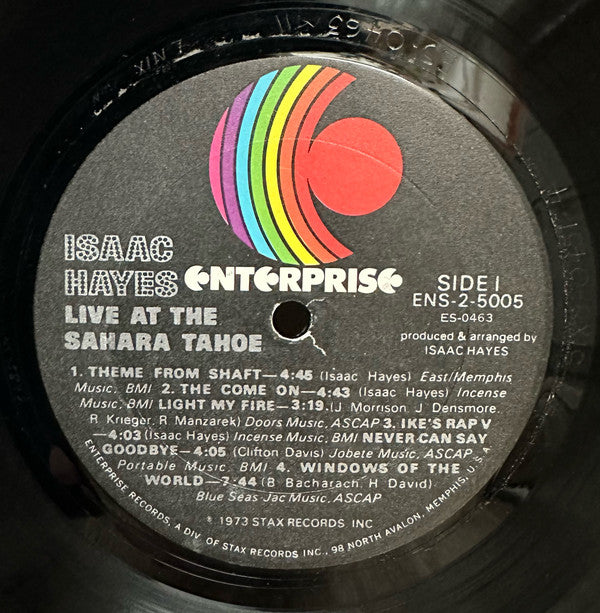 ISAAC
HAYES
ENTERPRISE
LIVE AT THE
SAHARA TAHOE
SIDE I
ENS-2-5005
ES-0463
produced & arranged by
ISAAC HAYES
1. THEME FROM SHAFT—4:45 (Isaac Hayes) East/Memphis
Music, BMI 2. THE COME ON—4:43 (Isaac Hayes) Incense
Music, BMI LIGHT MY FIRE—3:19 (J. Morrison, J. Densmore,
R. Krieger, R. Manzarek) Doors Music, ASCAP 3. IKE'S RAP V
—4:03 (Isaac Hayes) Incense Music, BMI NEVER CAN SAY
GOODBYE—4:05 (Clifton Davis) Jobete Music, ASCAP
Portable Music, BMI 4. WINDOWS OF THE
WORLD—7:44 (B. Bacharach, H. David)
Blue Seas-Jac Music, ASCAP
℗ 1973 STAX RECORDS INC
ENTERPRISE RECORDS, A DIV. OF STAX RECORDS INC., 98 NORTH AVALON, MEMPHIS, U.S.A.